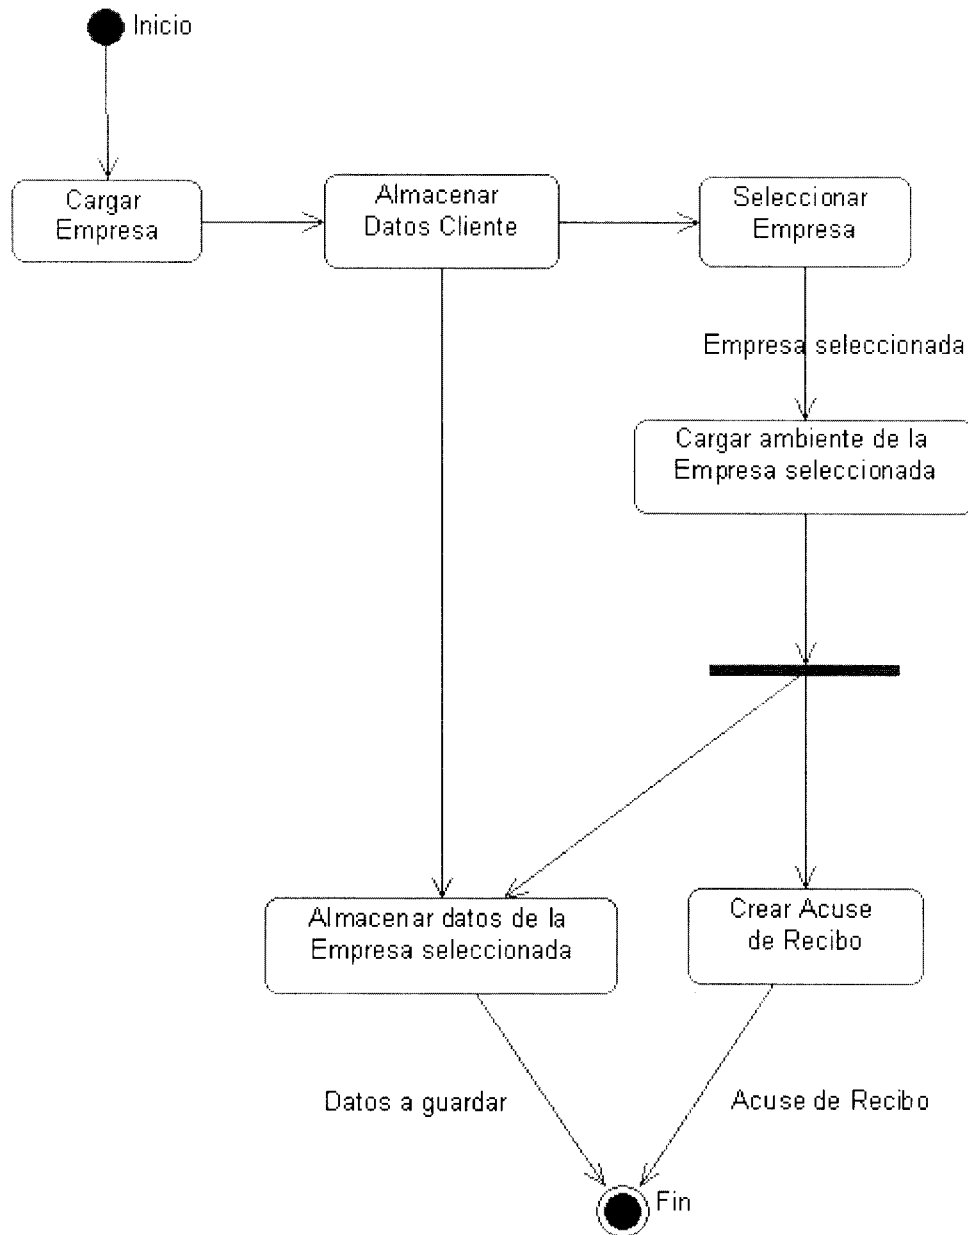 Inicio
Cargar
Empresa
Almacenar
Datos Cliente
Seleccionar
Empresa
Empresa seleccionada
Cargar ambiente de la
Empresa seleccionada
Almacenar datos de la
Empresa seleccionada
Crear Acuse
de Recibo
Datos a guardar
Acuse de Recibo
Fin